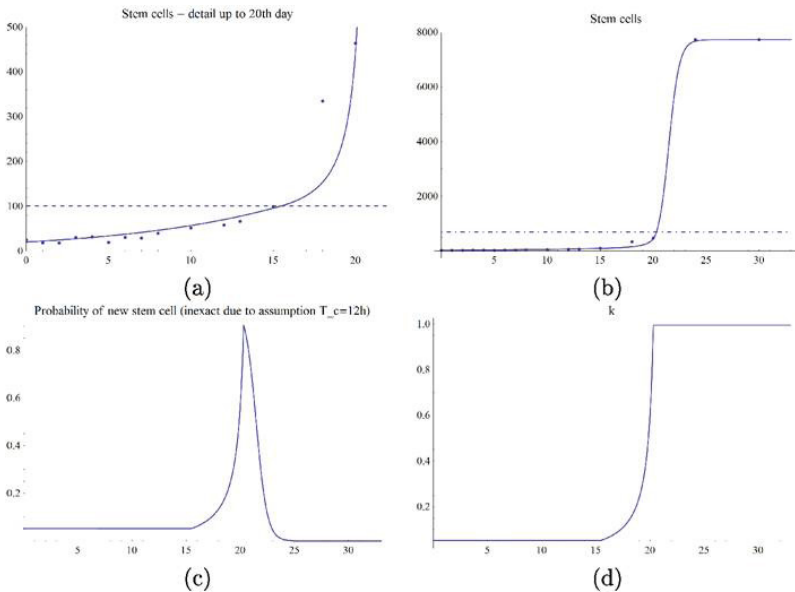 Stem cells – detail up to 20th day
500
400
300
200
100
0
0 5 10 15 20
(a)
Stem cells
8000
6000
4000
2000
0
0 5 10 15 20 25 30
(b)
Probability of new stem cell (inexact due to assumption T_c=12h)
0.8
0.6
0.4
0.2
5 10 15 20 25 30
(c)
k
1.0
0.8
0.6
0.4
0.2
5 10 15 20 25 30
(d)